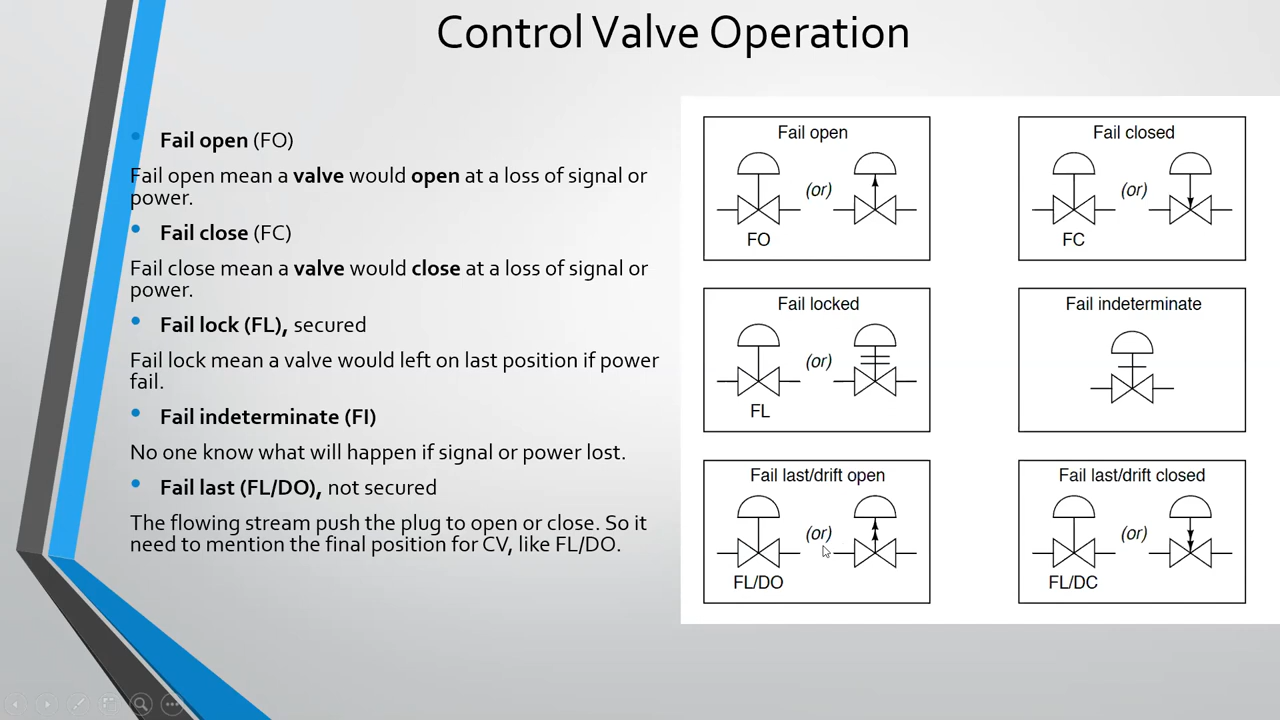 Control Valve Operation
• Fail open (FO)
Fail open mean a valve would open at a loss of signal or
power.
• Fail close (FC)
Fail close mean a valve would close at a loss of signal or
power.
• Fail lock (FL), secured
Fail lock mean a valve would left on last position if power
fail.
• Fail indeterminate (FI)
No one know what will happen if signal or power lost.
• Fail last (FL/DO), not secured
The flowing stream push the plug to open or close. So it
need to mention the final position for CV, like FL/DO.
Fail open
(or)
FO
Fail closed
(or)
FC
Fail locked
(or)
FL
Fail indeterminate
Fail last/drift open
(or)
FL/DO
Fail last/drift closed
(or)
FL/DC